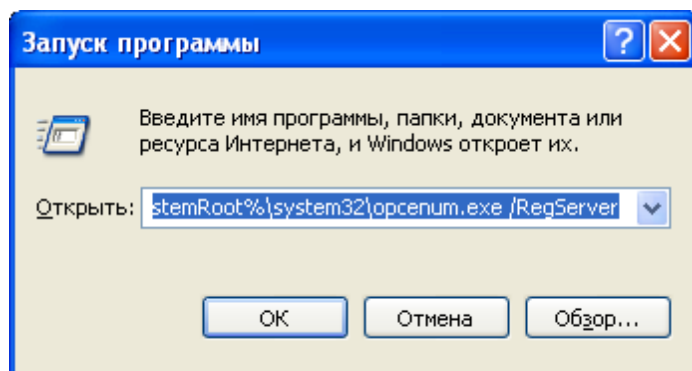 Запуск программы
Введите имя программы, папки, документа или
ресурса Интернета, и Windows откроет их.
Открыть: stemRoot%\system32\opcenum.exe /RegServer
ОК Отмена Обзор...